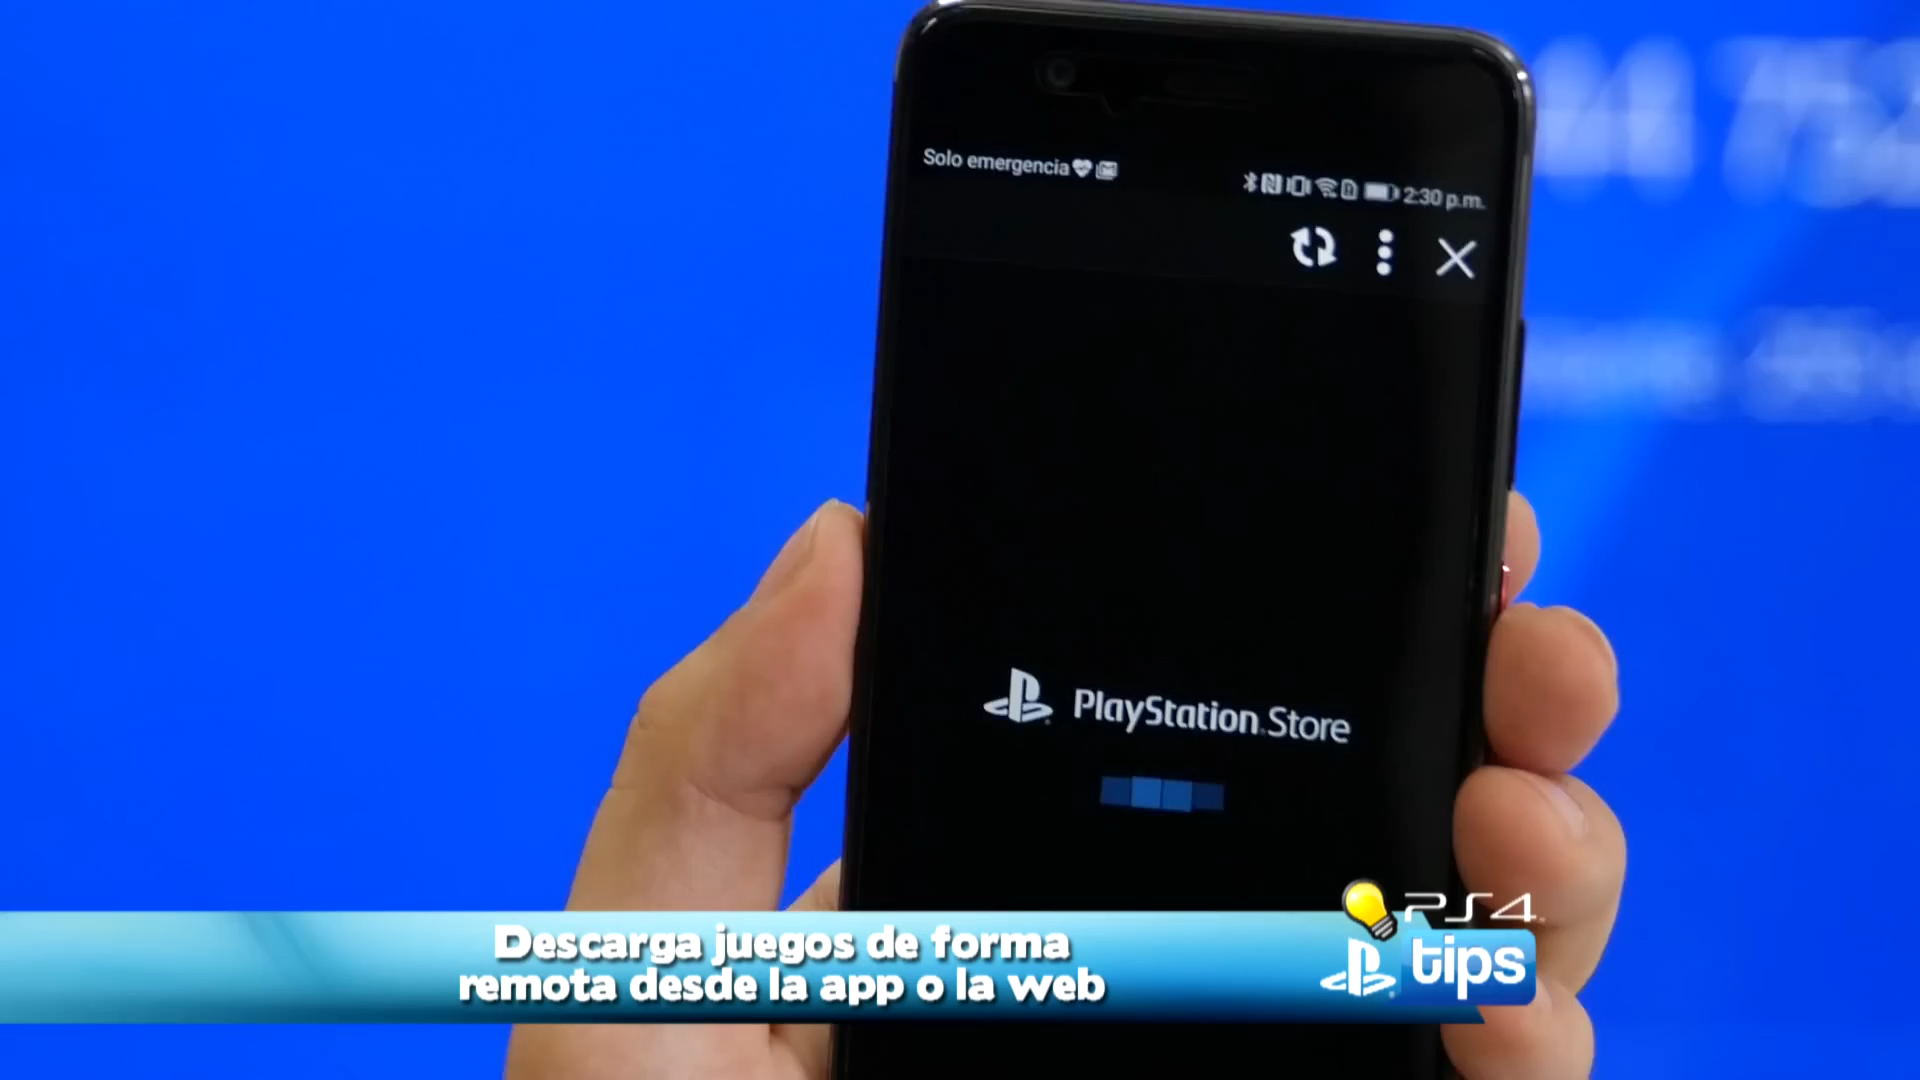 Solo emergencia
2:30 p.m.
PlayStation Store
PS4
Descarga juegos de forma
remota desde la app o la web
tips